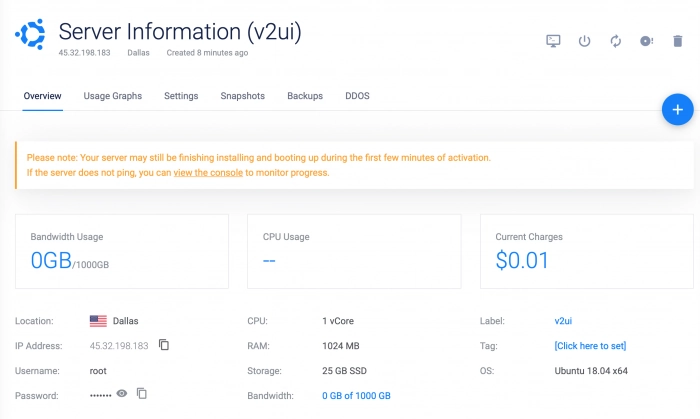 Server Information (v2ui)
45.32.198.183 Dallas Created 8 minutes ago
Overview Usage Graphs Settings Snapshots Backups DDOS
Please note: Your server may still be finishing installing and booting up during the first few minutes of activation.
If the server does not ping, you can view the console to monitor progress.
Bandwidth Usage CPU Usage Current Charges
0GB/1000GB -- $0.01
Location: Dallas CPU: 1 vCore Label: v2ui
IP Address: 45.32.198.183 RAM: 1024 MB Tag: [Click here to set]
Username: root Storage: 25 GB SSD OS: Ubuntu 18.04 x64
Password: ······· Bandwidth: 0 GB of 1000 GB